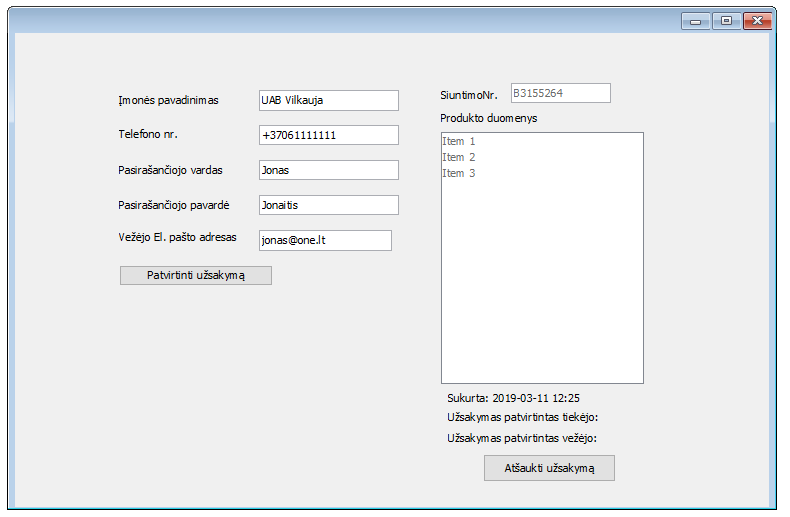 Įmonės pavadinimas
UAB Vilkauja
Telefono nr.
+37061111111
Pasirašančiojo vardas
Jonas
Pasirašančiojo pavardė
Jonaitis
Vežėjo El. pašto adresas
jonas@one.lt
Patvirtinti užsakymą
SiuntimoNr.
B3155264
Produkto duomenys
Item 1
Item 2
Item 3
Sukurta: 2019-03-11 12:25
Užsakymas patvirtintas tiekėjo:
Užsakymas patvirtintas vežėjo:
Atšaukti užsakymą